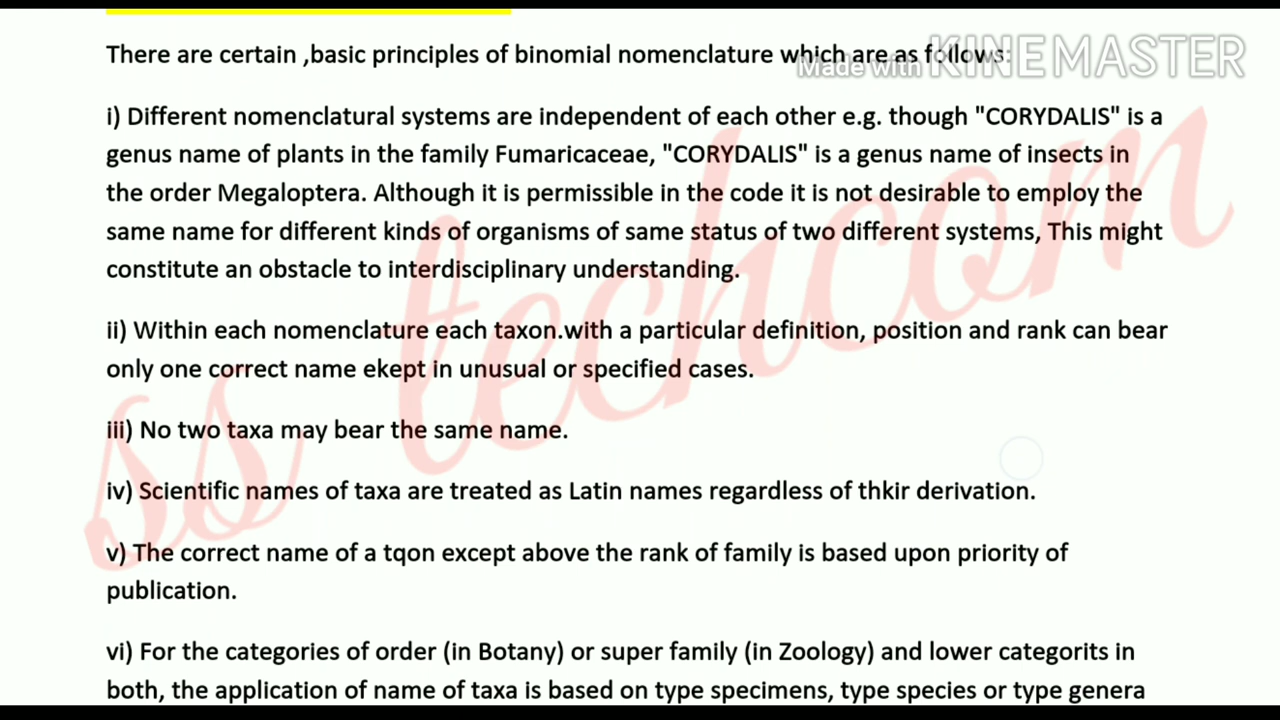 There are certain ,basic principles of binomial nomenclature which are as follows:
Made with KINEMASTER
i) Different nomenclatural systems are independent of each other e.g. though "CORYDALIS" is a
genus name of plants in the family Fumaricaceae, "CORYDALIS" is a genus name of insects in
the order Megaloptera. Although it is permissible in the code it is not desirable to employ the
same name for different kinds of organisms of same status of two different systems, This might
constitute an obstacle to interdisciplinary understanding.
ii) Within each nomenclature each taxon.with a particular definition, position and rank can bear
only one correct name ekept in unusual or specified cases.
iii) No two taxa may bear the same name.
iv) Scientific names of taxa are treated as Latin names regardless of thkir derivation.
v) The correct name of a tqon except above the rank of family is based upon priority of
publication.
vi) For the categories of order (in Botany) or super family (in Zoology) and lower categorits in
both, the application of name of taxa is based on type specimens, type species or type genera
ss techcom